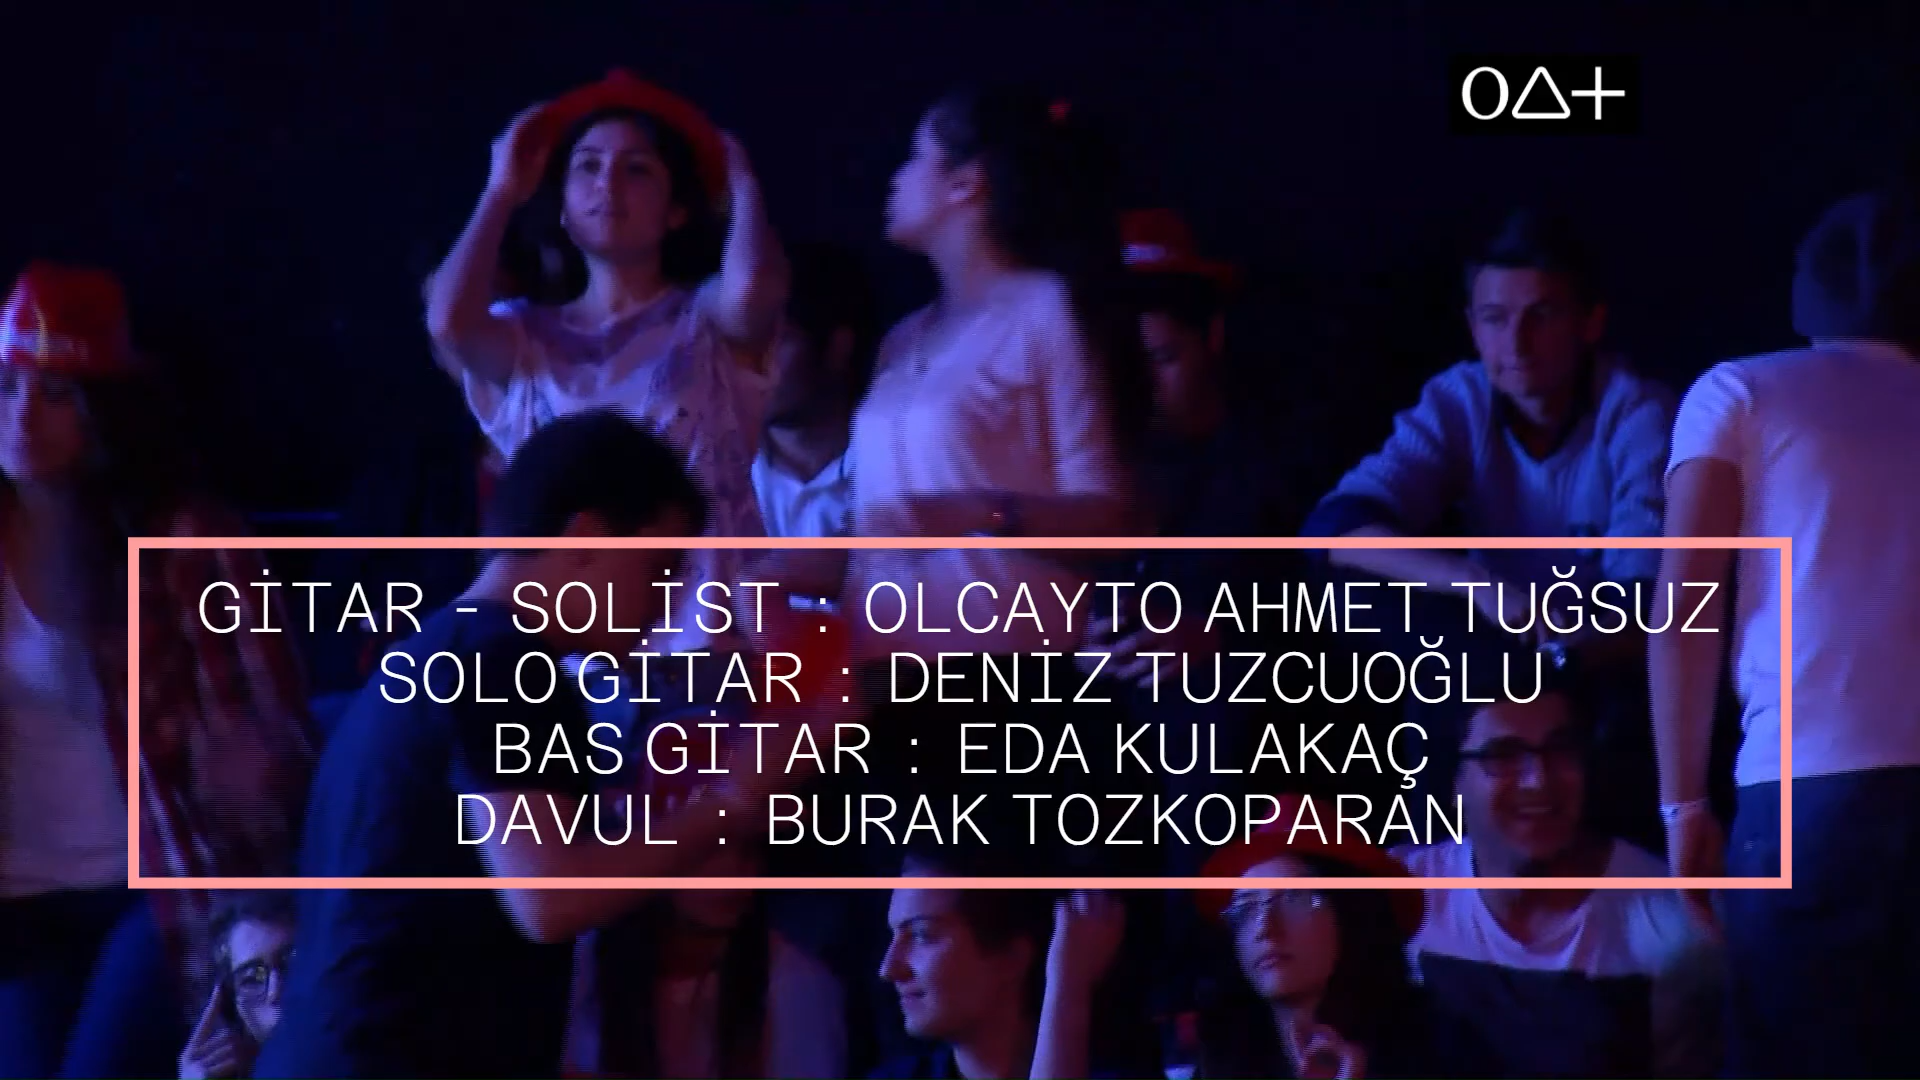 O△+
GİTAR - SOLİST : OLCAYTO AHMET TUĞSUZ
SOLO GİTAR : DENİZ TUZCUOĞLU
BAS GİTAR : EDA KULAKAÇ
DAVUL : BURAK TOZKOPARAN